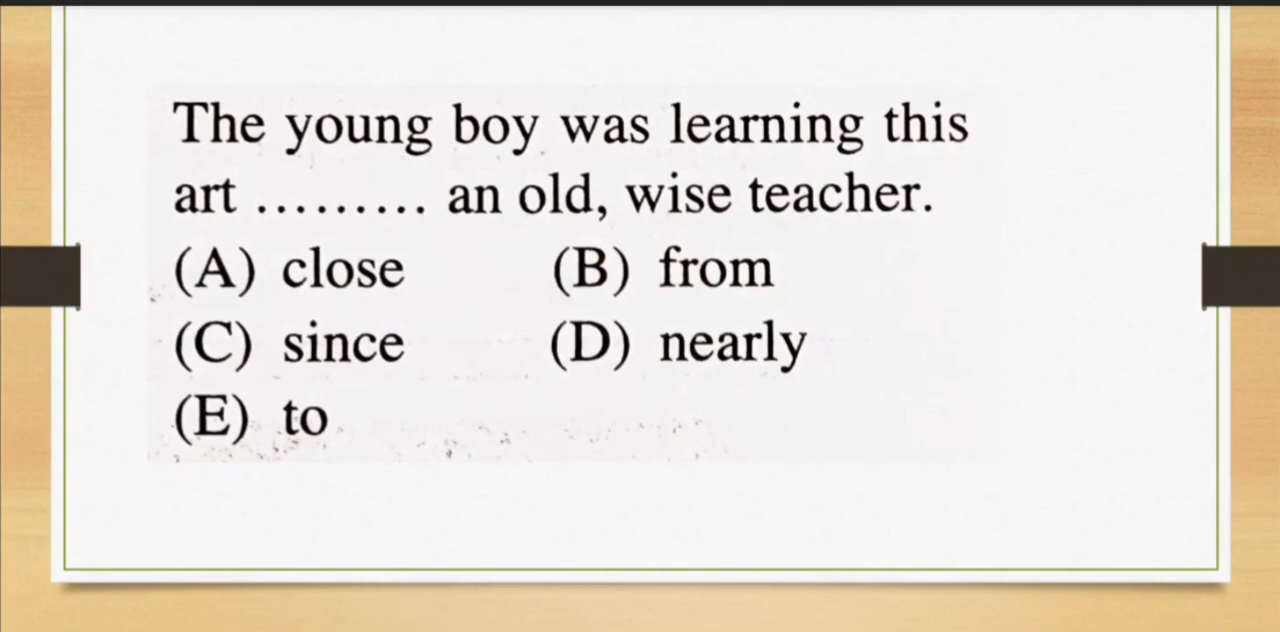 The young boy was learning this
art ......... an old, wise teacher.
(A) close (B) from
(C) since (D) nearly
(E) to